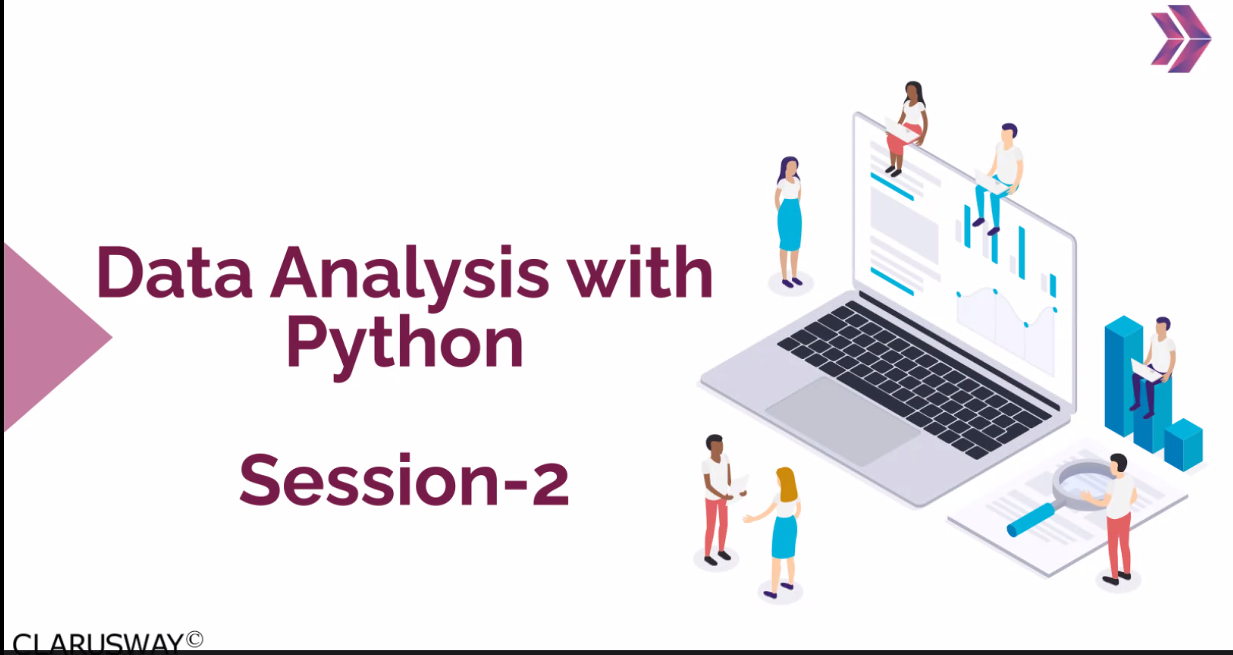 Data Analysis with
Python
Session-2
CLARUSWAY©